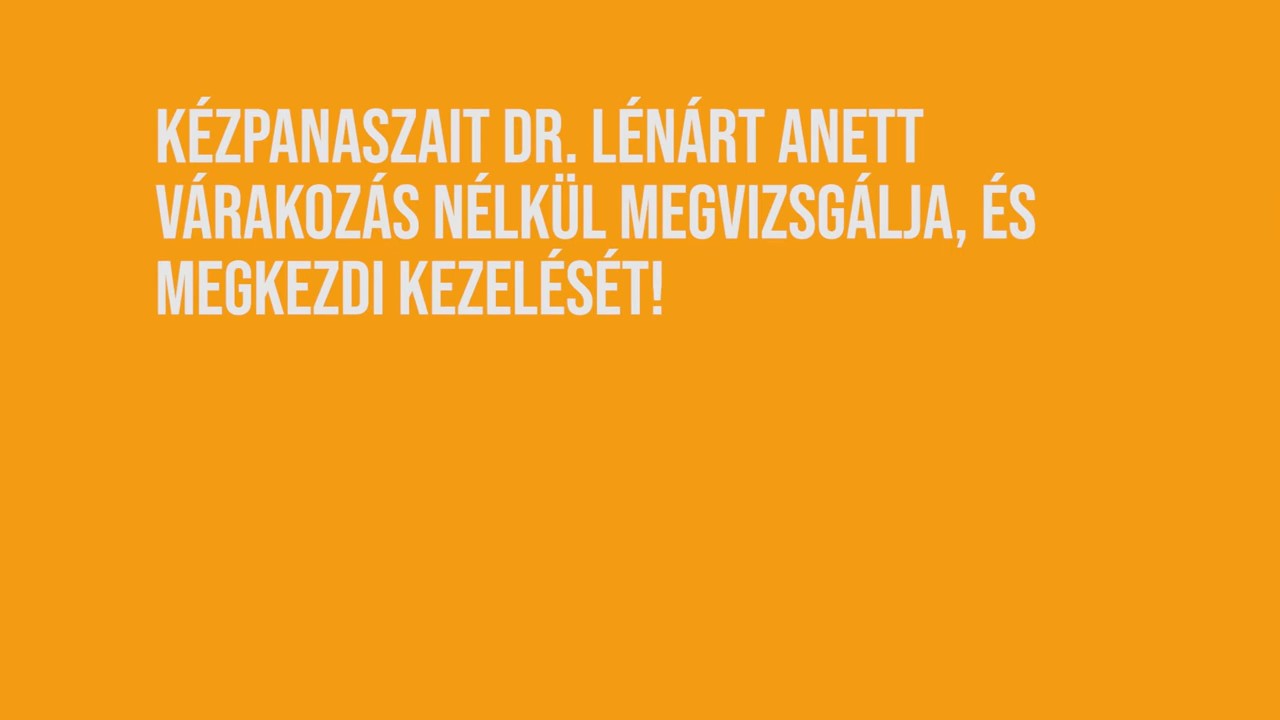 KÉZPANASZAIT DR. LÉNÁRT ANETT
VÁRAKOZÁS NÉLKÜL MEGVIZSGÁLJA, ÉS
MEGKEZDI KEZELÉSÉT!